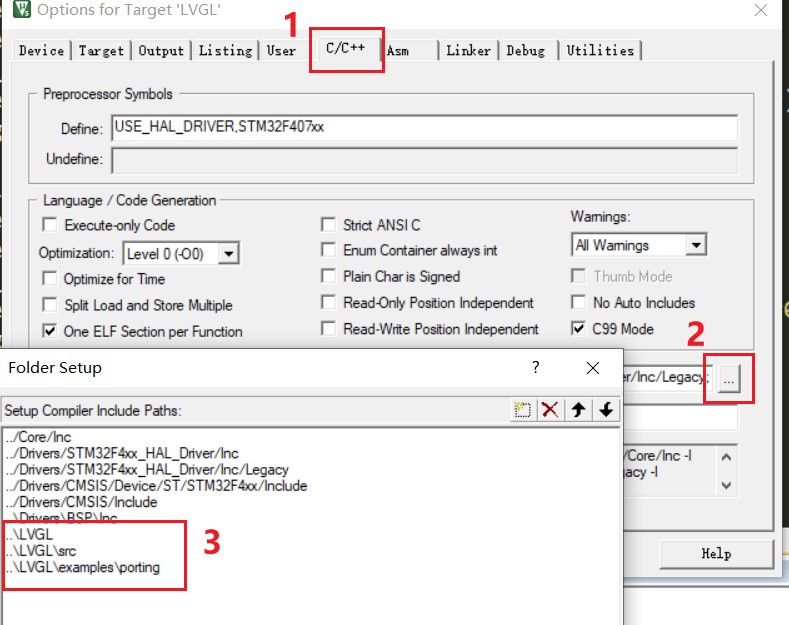 Options for Target 'LVGL'
1
Device Target Output Listing User C/C++ Asm Linker Debug Utilities
Preprocessor Symbols
Define: USE_HAL_DRIVER,STM32F407xx
Undefine:
Language / Code Generation
Execute-only Code
Strict ANSI C
Warnings:
Optimization: Level 0 (-O0)
Enum Container always int
All Warnings
Optimize for Time
Plain Char is Signed
Thumb Mode
Split Load and Store Multiple
Read-Only Position Independent
No Auto Includes
One ELF Section per Function
Read-Write Position Independent
C99 Mode
2
er/Inc/Legacy;
...
/Core/Inc -I
acy -I
Help
Folder Setup
?
Setup Compiler Include Paths:
../Core/Inc
../Drivers/STM32F4xx_HAL_Driver/Inc
../Drivers/STM32F4xx_HAL_Driver/Inc/Legacy
../Drivers/CMSIS/Device/ST/STM32F4xx/Include
../Drivers/CMSIS/Include
..\Drivers\BSP\Inc
..\LVGL
..\LVGL\src
..\LVGL\examples\porting
3